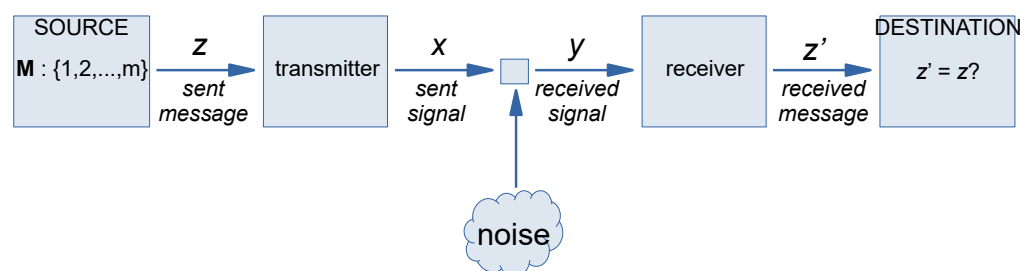 SOURCE
M : {1,2,...,m}
z
sent
message
transmitter
x
sent
signal
y
received
signal
receiver
z’
received
message
DESTINATION
z’ = z?
noise